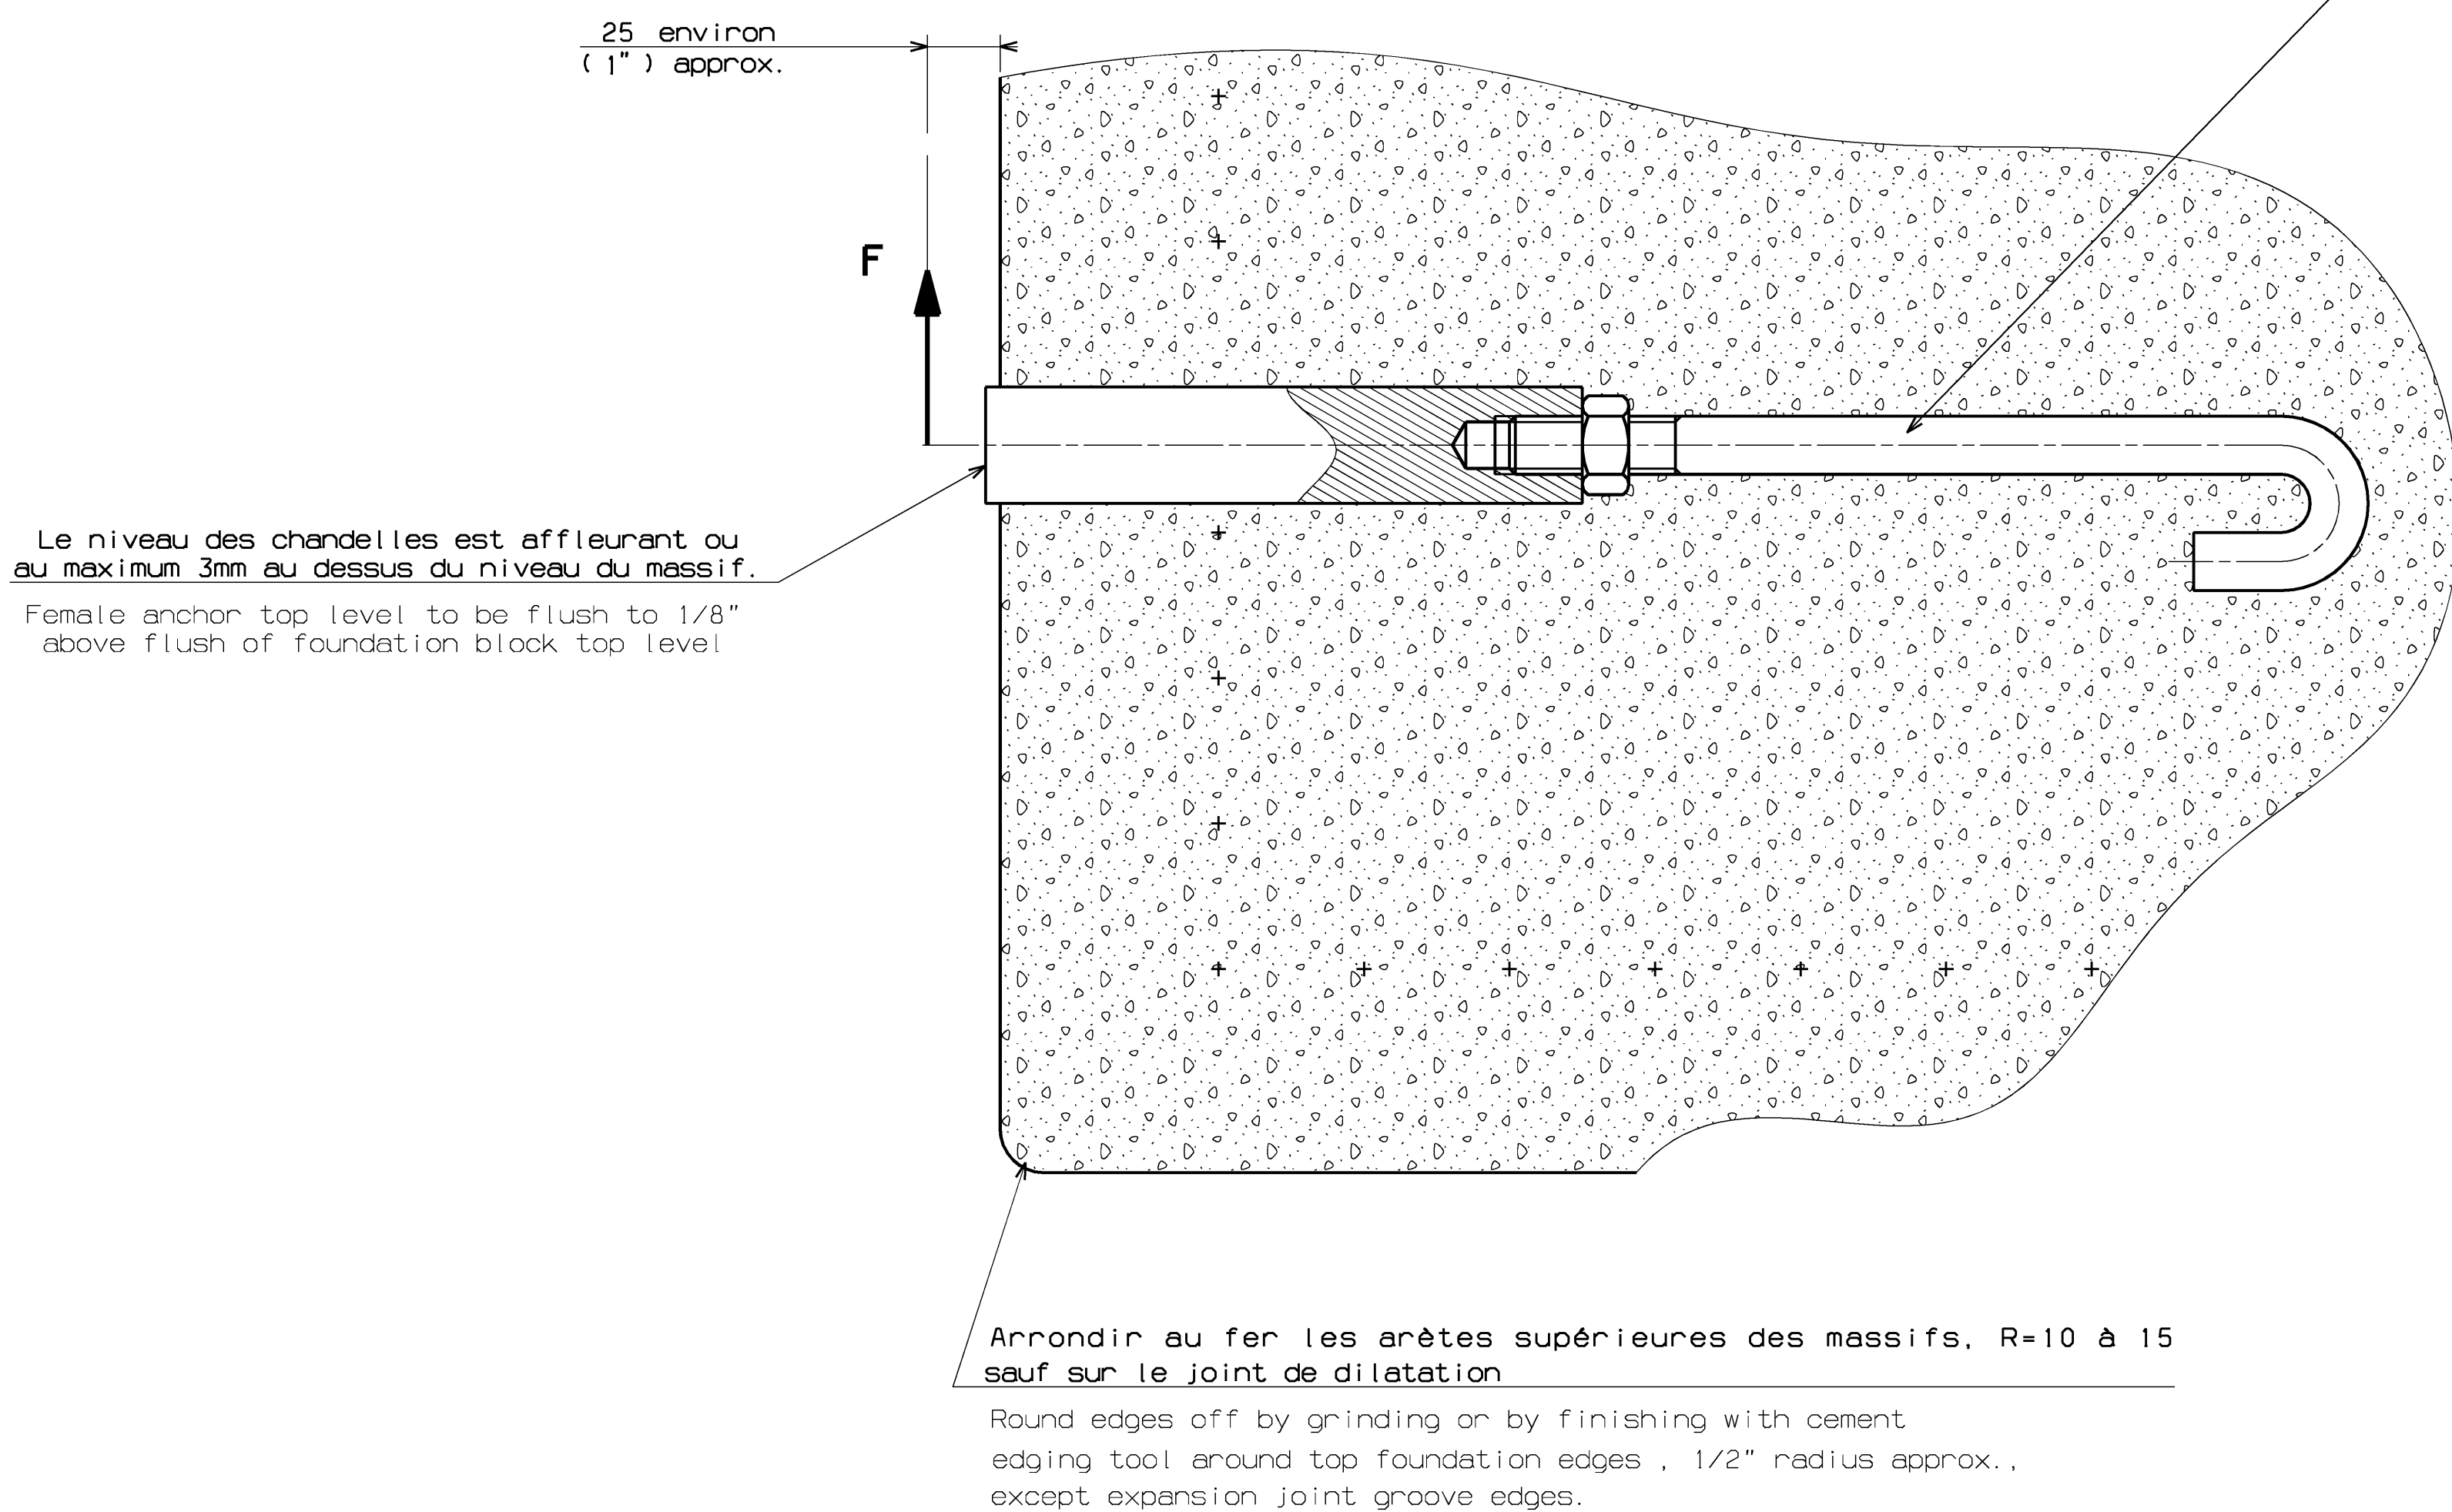 25 environ
( 1" ) approx.
F
Le niveau des chandelles est affleurant ou
au maximum 3mm au dessus du niveau du massif.
Female anchor top level to be flush to 1/8"
above flush of foundation block top level
Arrondir au fer les arètes supérieures des massifs, R=10 à 15
sauf sur le joint de dilatation
Round edges off by grinding or by finishing with cement
edging tool around top foundation edges , 1/2" radius approx.,
except expansion joint groove edges.